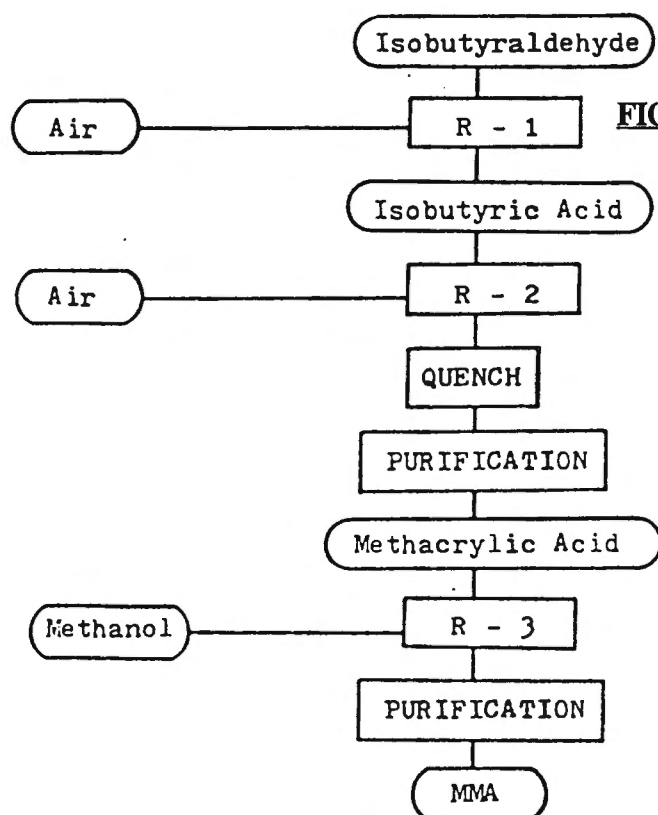 Isobutyraldehyde
Air
R - 1
Isobutyric Acid
Air
R - 2
QUENCH
PURIFICATION
Methacrylic Acid
Methanol
R - 3
PURIFICATION
MMA